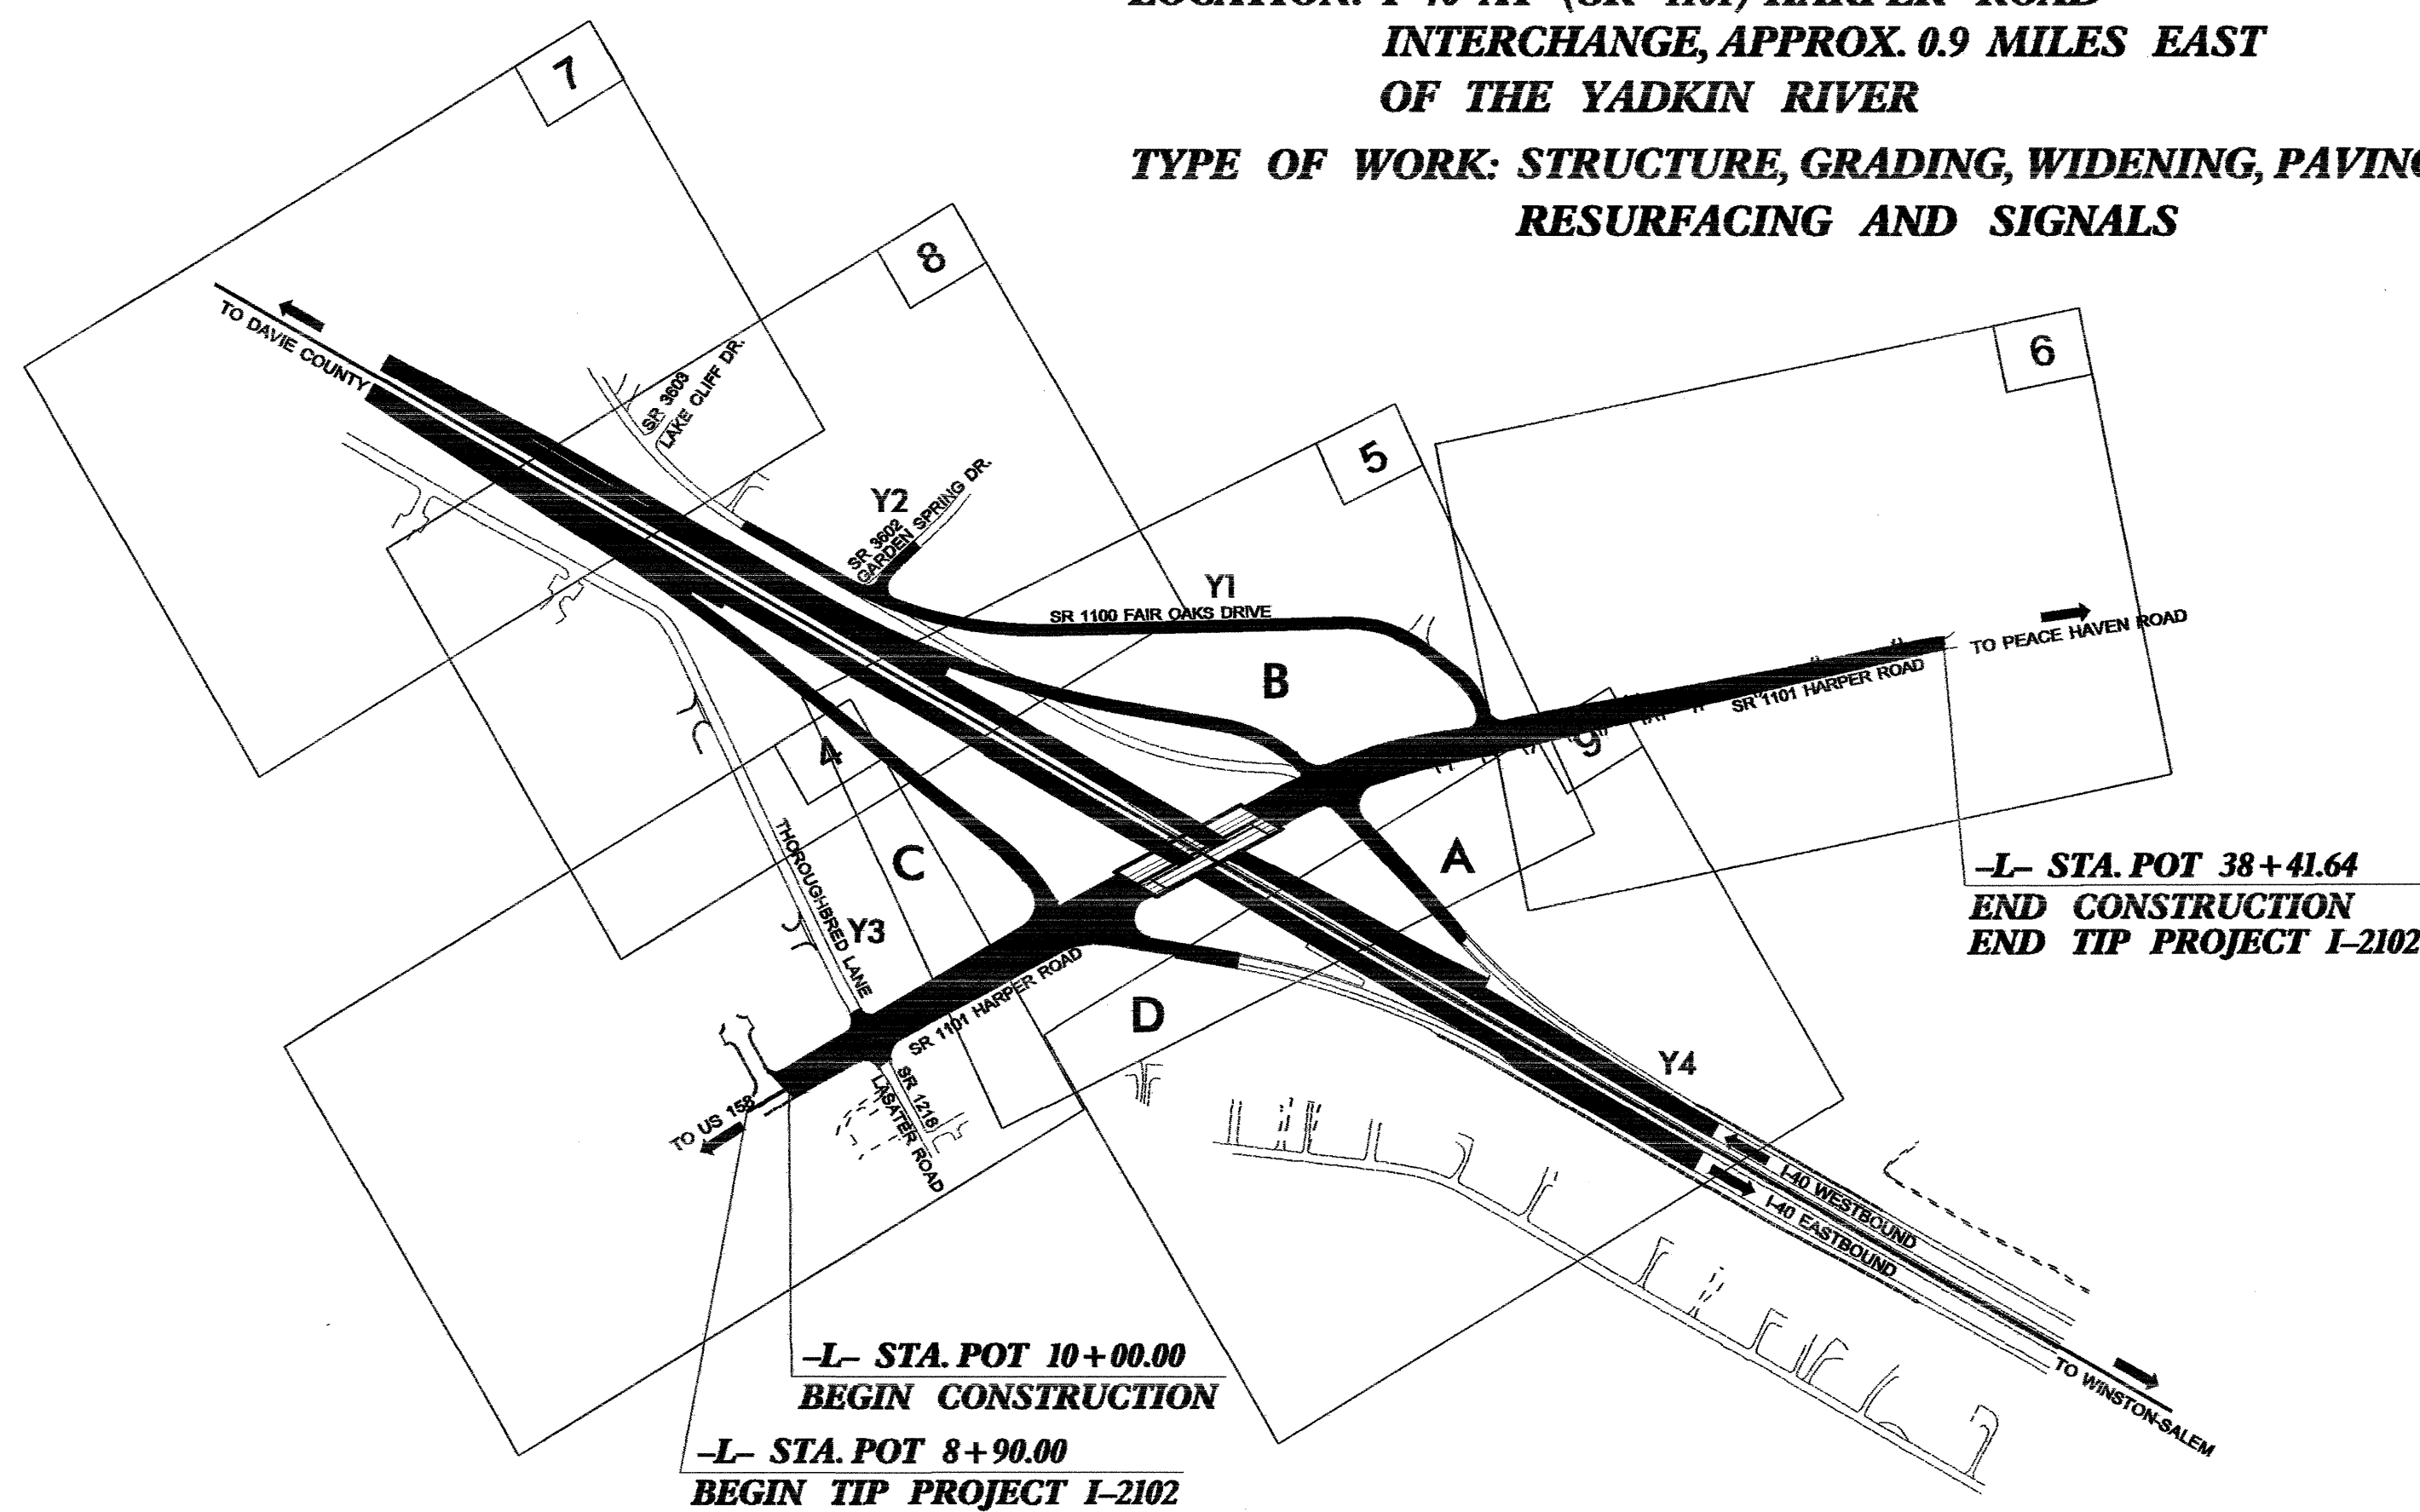 INTERCHANGE, APPROX. 0.9 MILES EAST
OF THE YADKIN RIVER
TYPE OF WORK: STRUCTURE, GRADING, WIDENING, PAVING
RESURFACING AND SIGNALS
7
8
6
5
TO DAVIE COUNTY
SR 3603
LAKE CLIFF DR.
Y2
SR 3602
GARDEN SPRING DR.
Y1
SR 1100 FAIR OAKS DRIVE
TO PEACE HAVEN ROAD
SR 1101 HARPER ROAD
B
4
9
C
A
THOROUGHBRED LANE
Y3
-L- STA. POT 38+41.64
END CONSTRUCTION
END TIP PROJECT I-2102
SR 1101 HARPER ROAD
D
Y4
SR 1218
LASATER ROAD
TO US 158
I-40 WESTBOUND
I-40 EASTBOUND
TO WINSTON-SALEM
-L- STA. POT 10+00.00
BEGIN CONSTRUCTION
-L- STA. POT 8+90.00
BEGIN TIP PROJECT I-2102